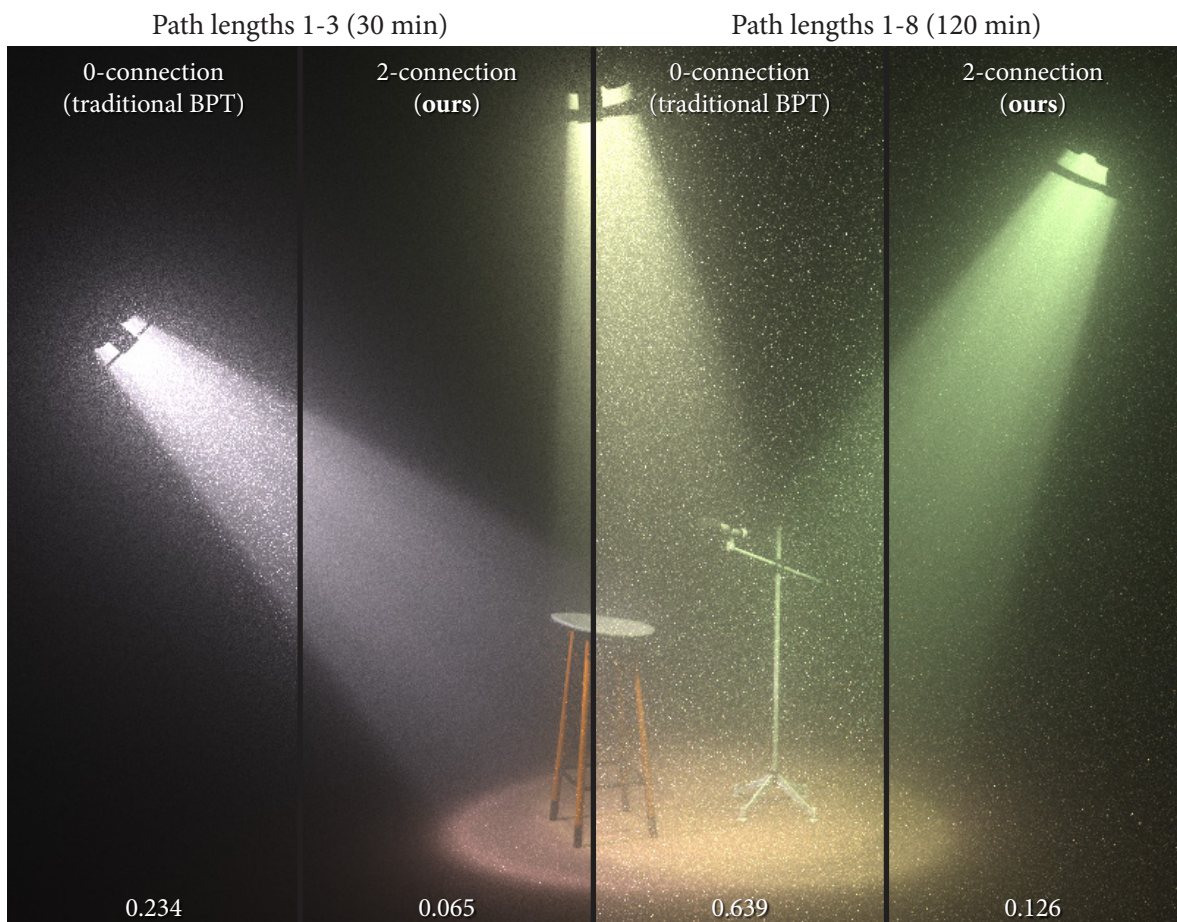 Path lengths 1-3 (30 min)
Path lengths 1-8 (120 min)
0-connection
(traditional BPT)
2-connection
(ours)
0-connection
(traditional BPT)
2-connection
(ours)
0.234
0.065
0.639
0.126